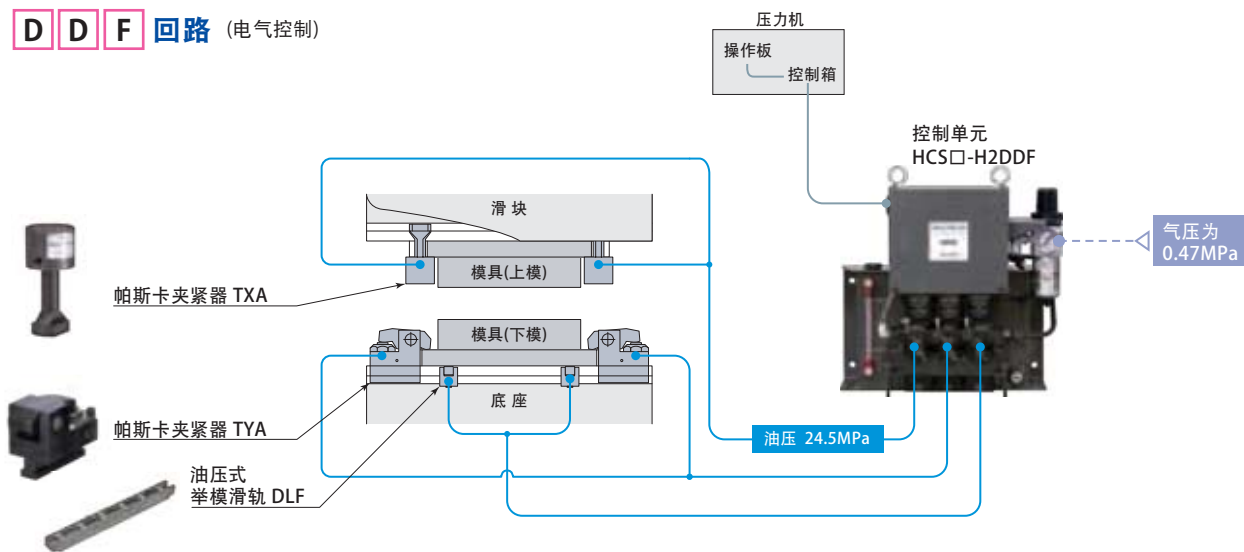 DDF 回路 (电气控制)
压力机
操作板
控制箱
控制单元
HCS□-H2DDF
气压为
0.47MPa
滑块
模具(上模)
帕斯卡夹紧器 TXA
模具(下模)
底座
帕斯卡夹紧器 TYA
油压 24.5MPa
油压式
举模滑轨 DLF